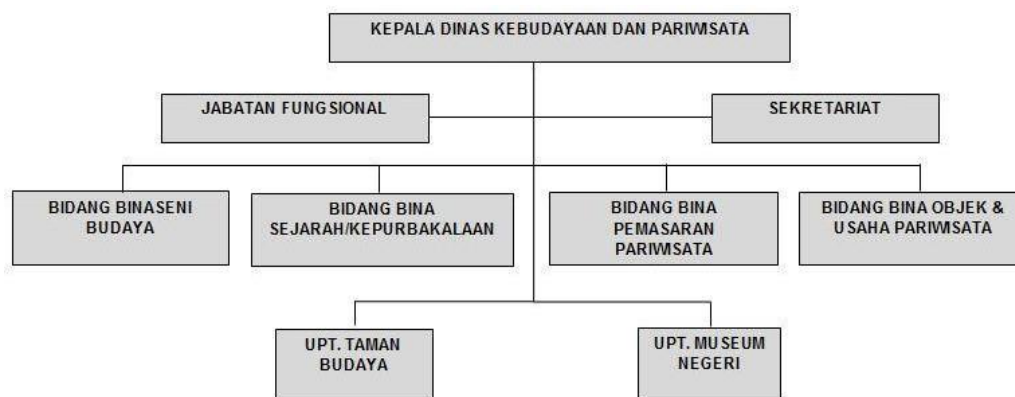 KEPALA DINAS KEBUDAYAAN DAN PARIWISATA
JABATAN FUNGSIONAL
SEKRETARIAT
BIDANG BINASENI
BUDAYA
BIDANG BINA
SEJARAH/KEPURBAKALAAN
BIDANG BINA
PEMASARAN
PARIWISATA
BIDANG BINA OBJEK &
USAHA PARIWISATA
UPT. TAMAN
BUDAYA
UPT. MUSEUM
NEGERI